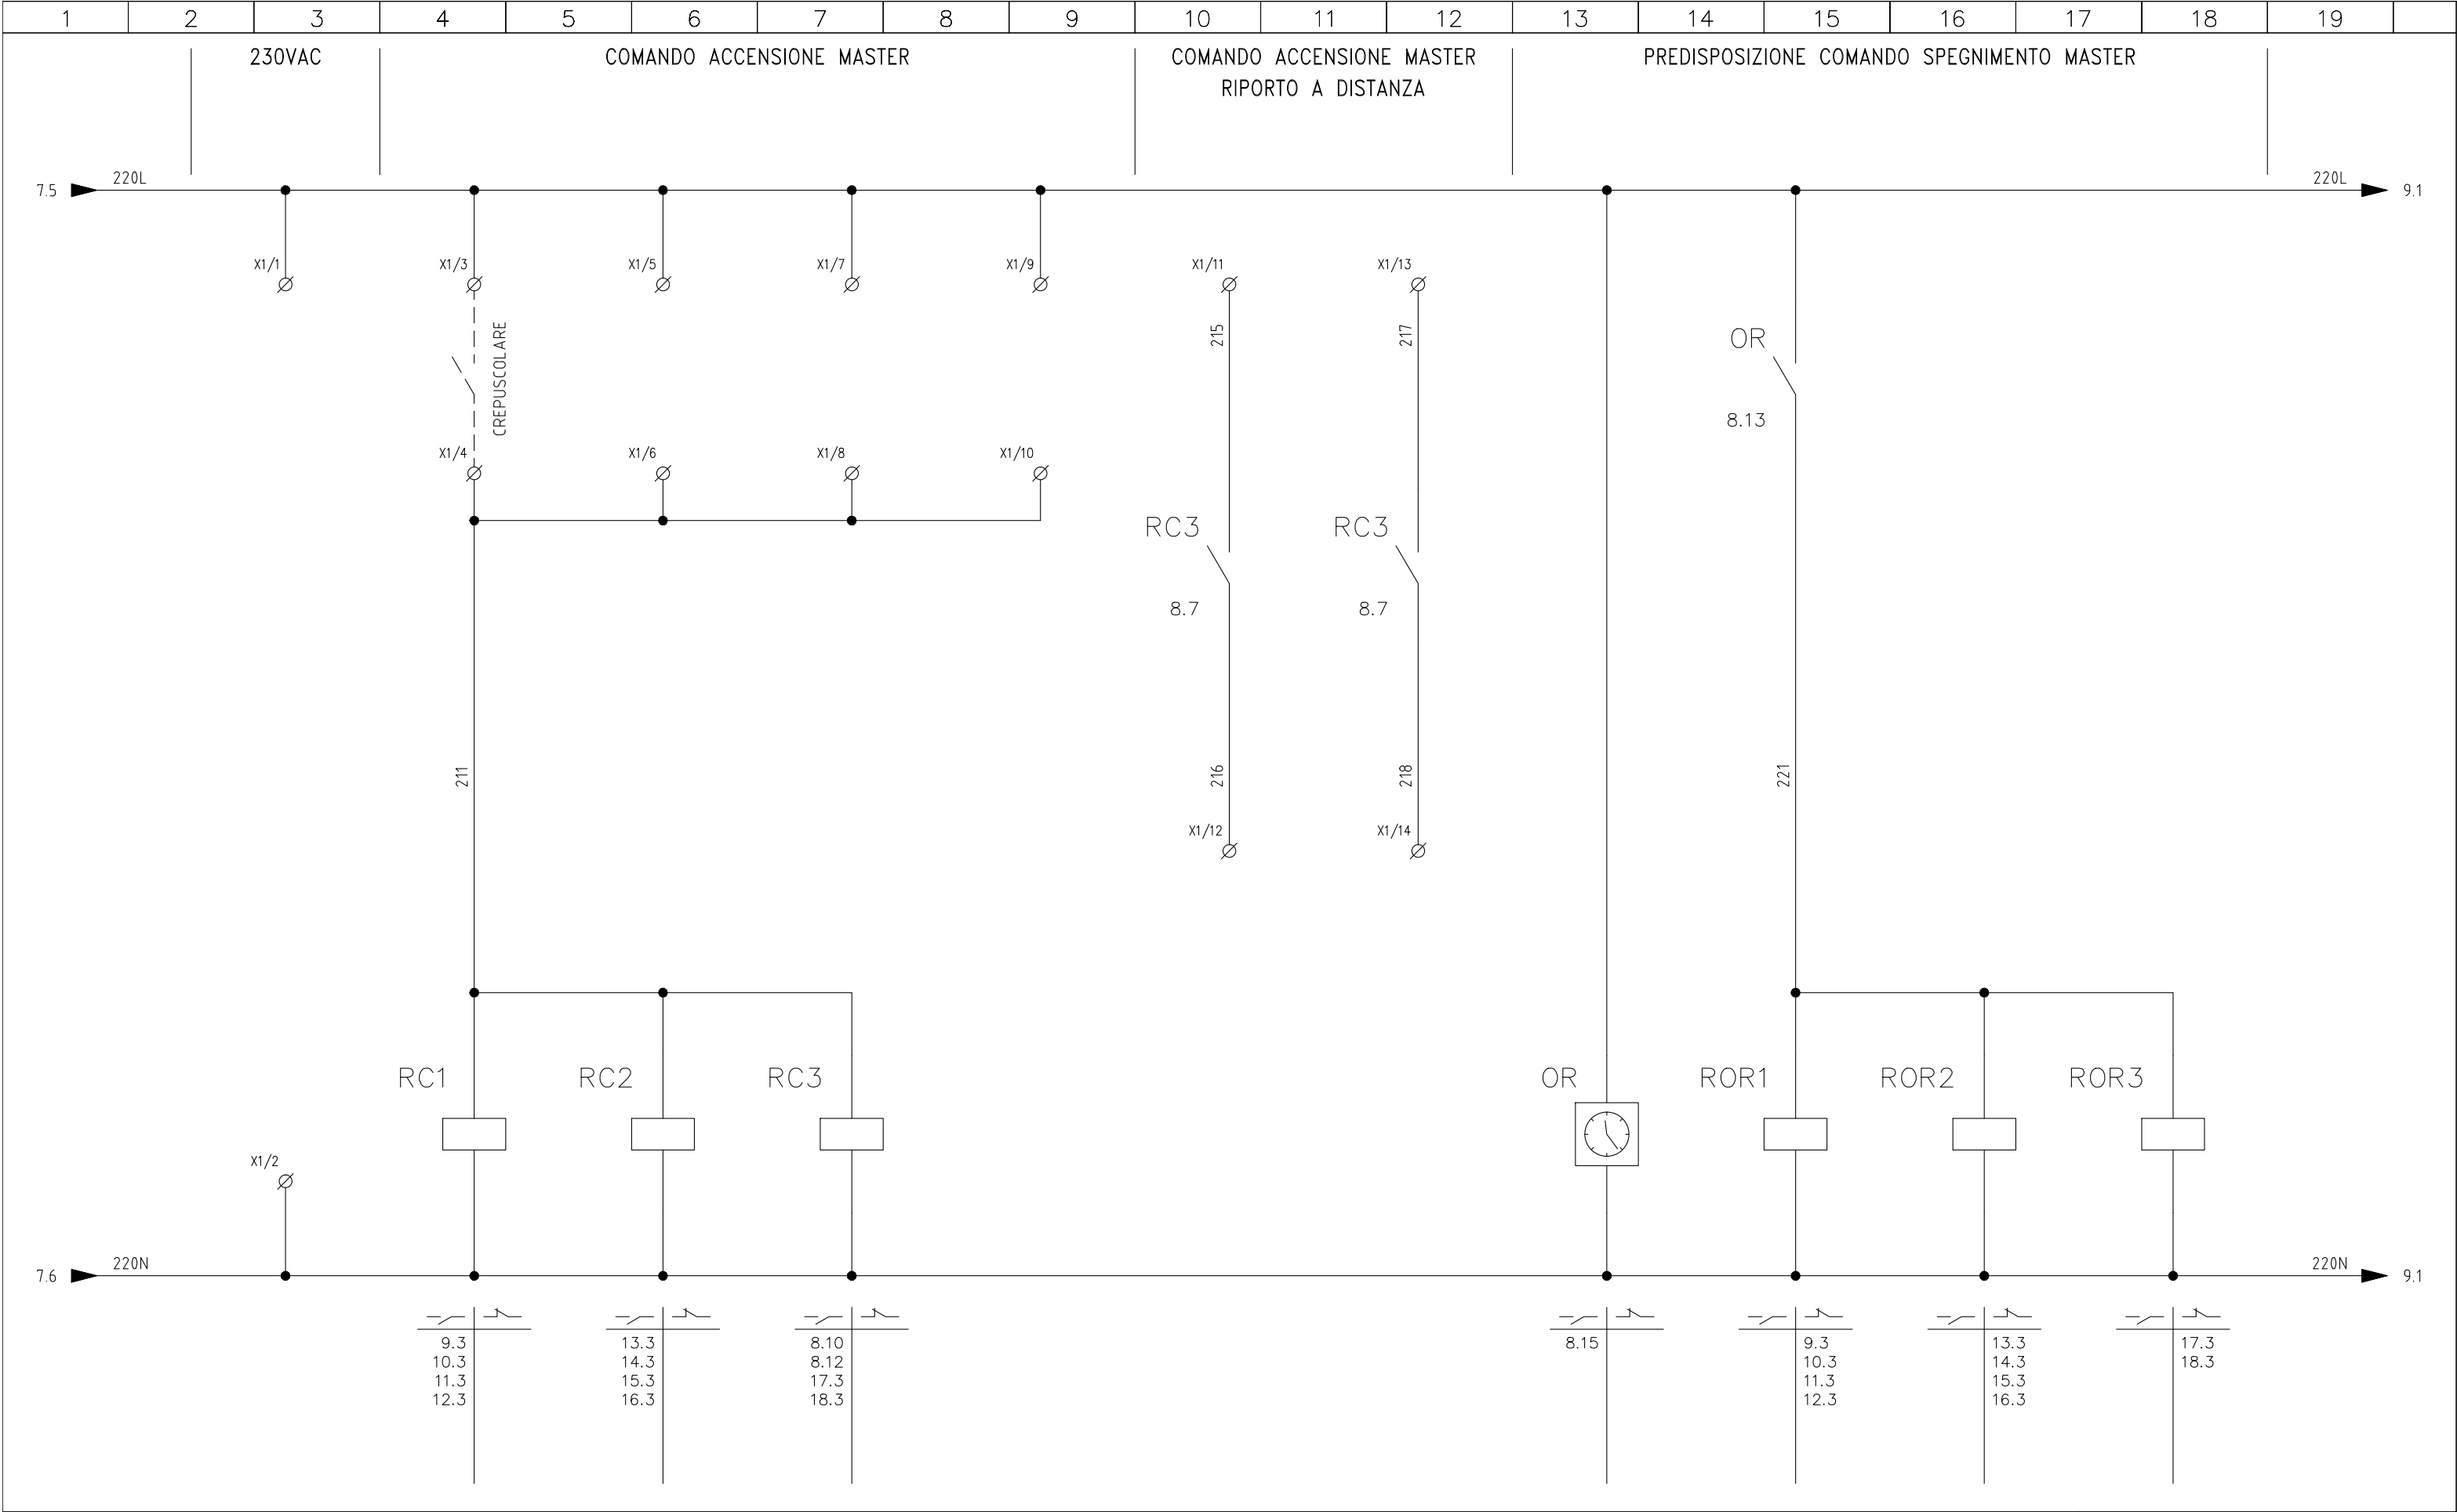 1 2 3 4 5 6 7 8 9 10 11 12 13 14 15 16 17 18 19
230VAC
COMANDO ACCENSIONE MASTER
COMANDO ACCENSIONE MASTER
RIPORTO A DISTANZA
PREDISPOSIZIONE COMANDO SPEGNIMENTO MASTER
7.5 220L 220L 9.1
X1/1 X1/3 X1/5 X1/7 X1/9 X1/11 X1/13
CREPUSCOLARE
215 217
OR
8.13
X1/4 X1/6 X1/8 X1/10
RC3 RC3
8.7 8.7
211 216 218 221
X1/12 X1/14
RC1 RC2 RC3 OR ROR1 ROR2 ROR3
X1/2
7.6 220N 220N 9.1
9.3 13.3 8.10 8.15 9.3 13.3 17.3
10.3 14.3 8.12 10.3 14.3 18.3
11.3 15.3 17.3 11.3 15.3
12.3 16.3 18.3 12.3 16.3